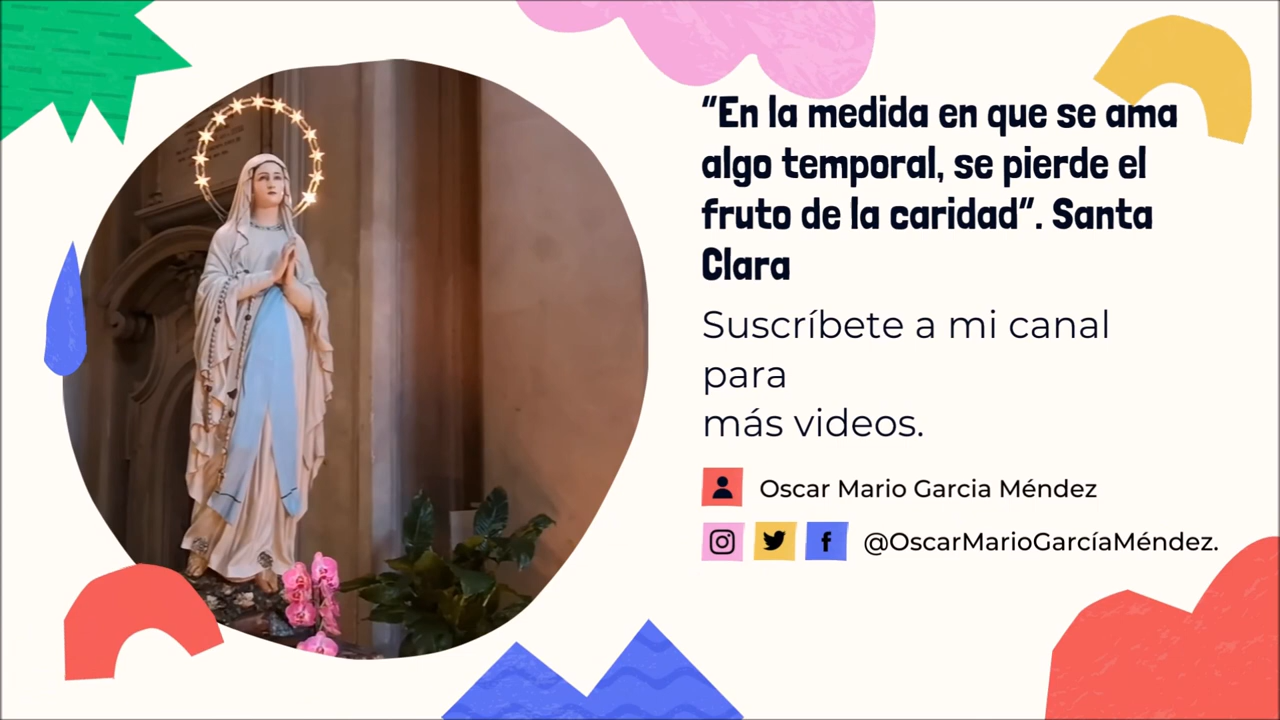 “En la medida en que se ama
algo temporal, se pierde el
fruto de la caridad”. Santa
Clara
Suscríbete a mi canal
para
más videos.
Oscar Mario Garcia Méndez
@OscarMarioGarcíaMéndez.